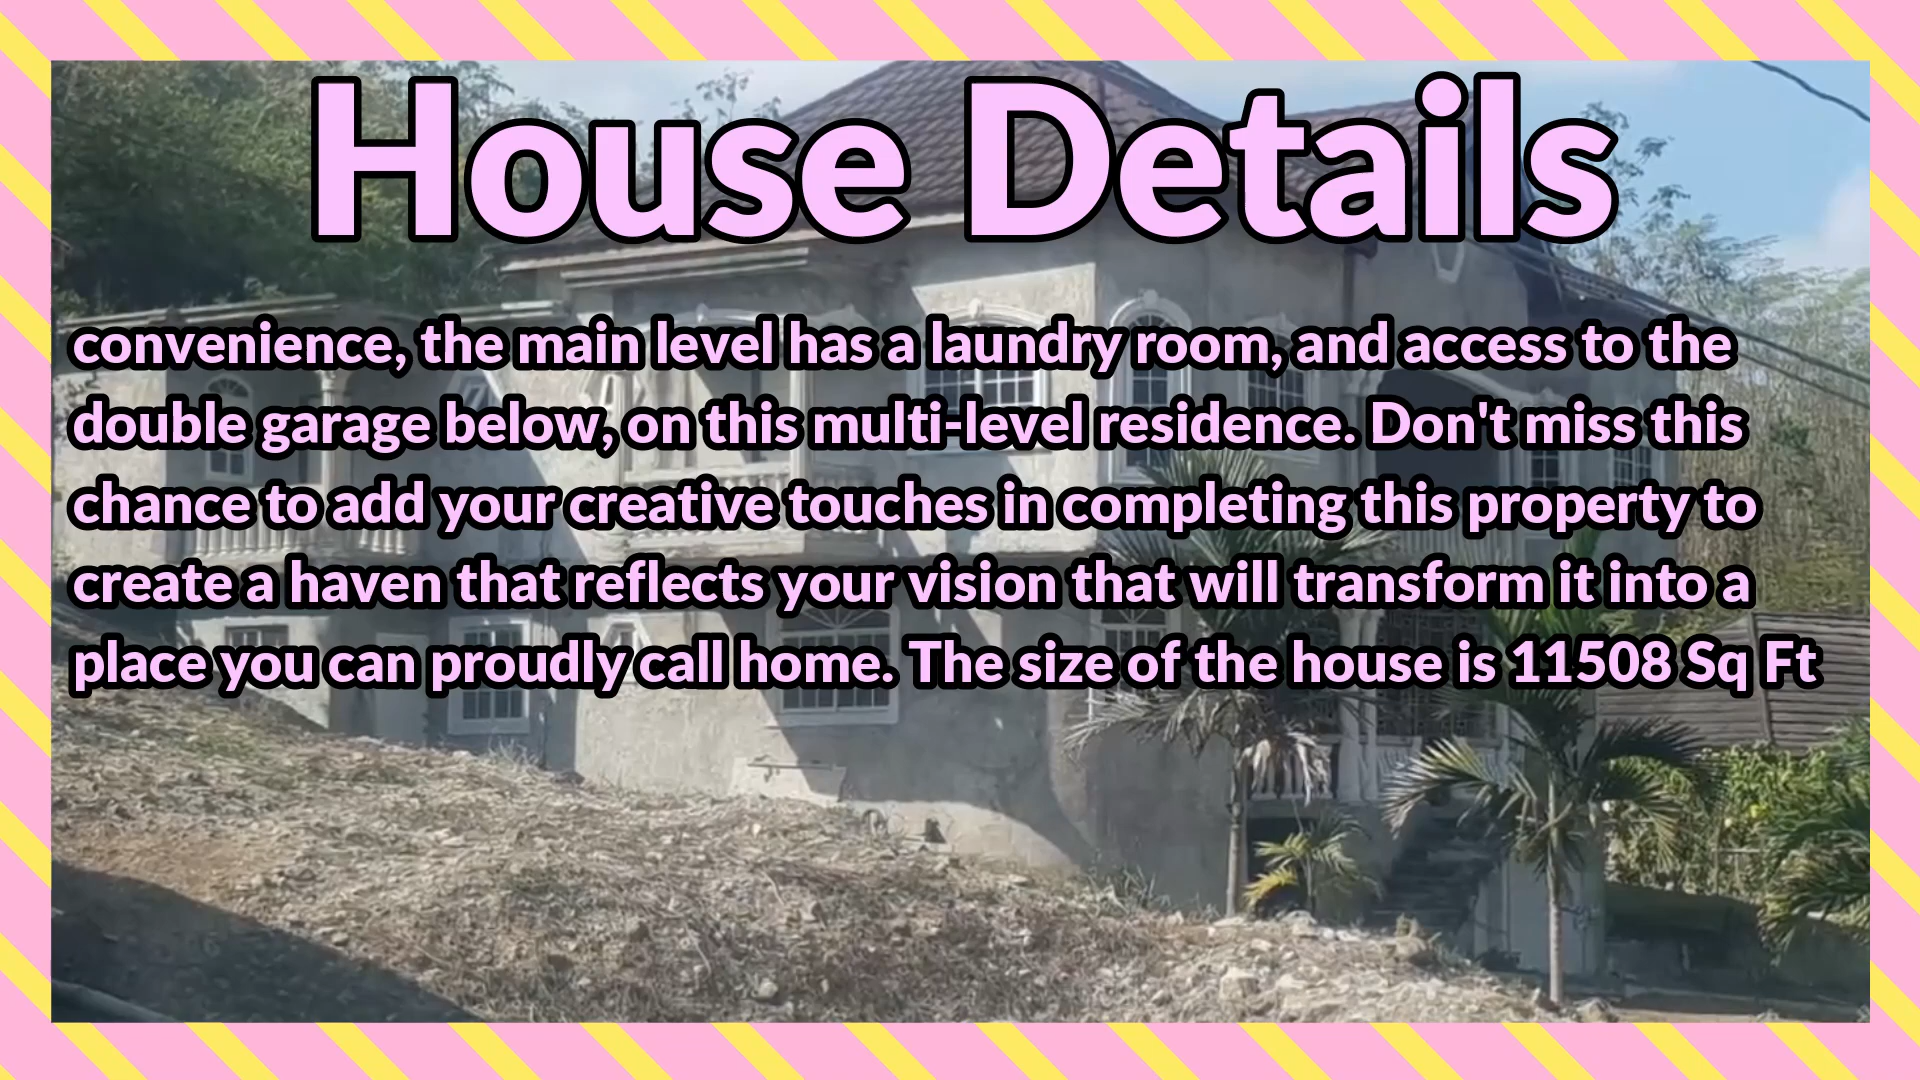 House Details
convenience, the main level has a laundry room, and access to the
double garage below, on this multi-level residence. Don't miss this
chance to add your creative touches in completing this property to
create a haven that reflects your vision that will transform it into a
place you can proudly call home. The size of the house is 11508 Sq Ft